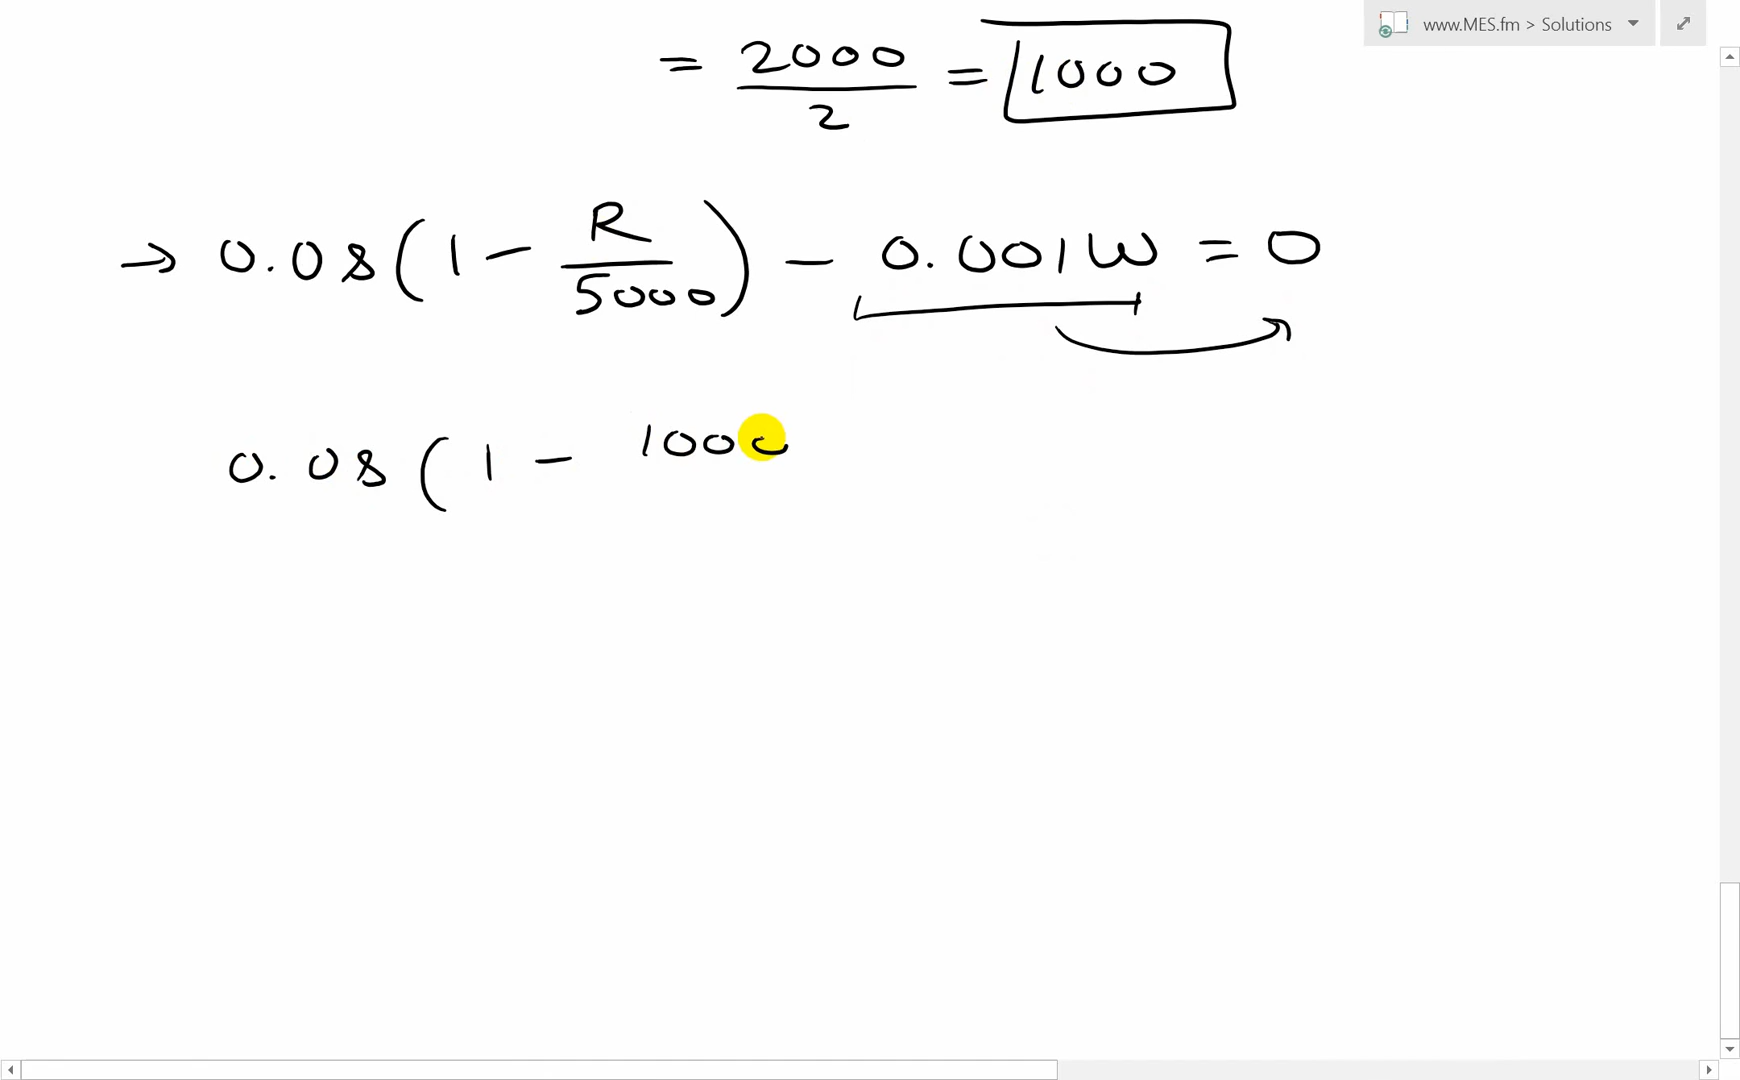 www.MES.fm > Solutions
= 2000/2 = 1000
→ 0.08(1 - R/5000) - 0.001W = 0
0.08(1 - 1000